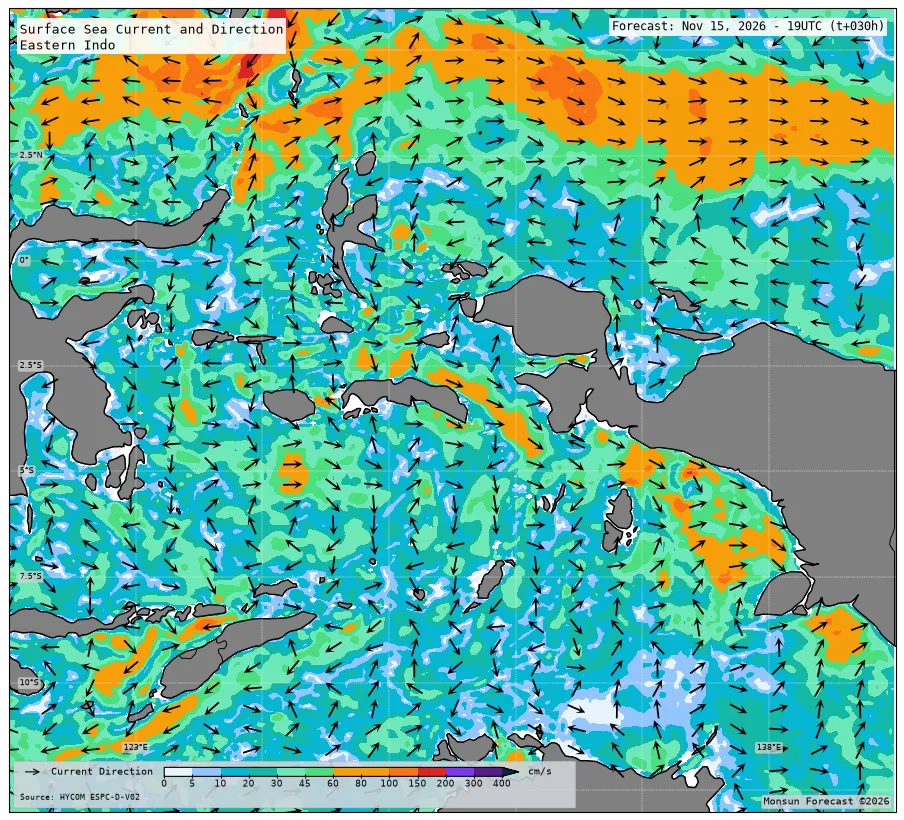 Surface Sea Current and Direction
Eastern Indo
Forecast: Nov 15, 2026 - 19UTC (t+030h)
2.5°N
0°
2.5°S
5°S
7.5°S
10°S
123°E
138°E
Current Direction
0 5 10 20 30 45 60 80 100 150 200 300 400
cm/s
Source: HYCOM ESPC-D-V02
Monsun Forecast ©2026